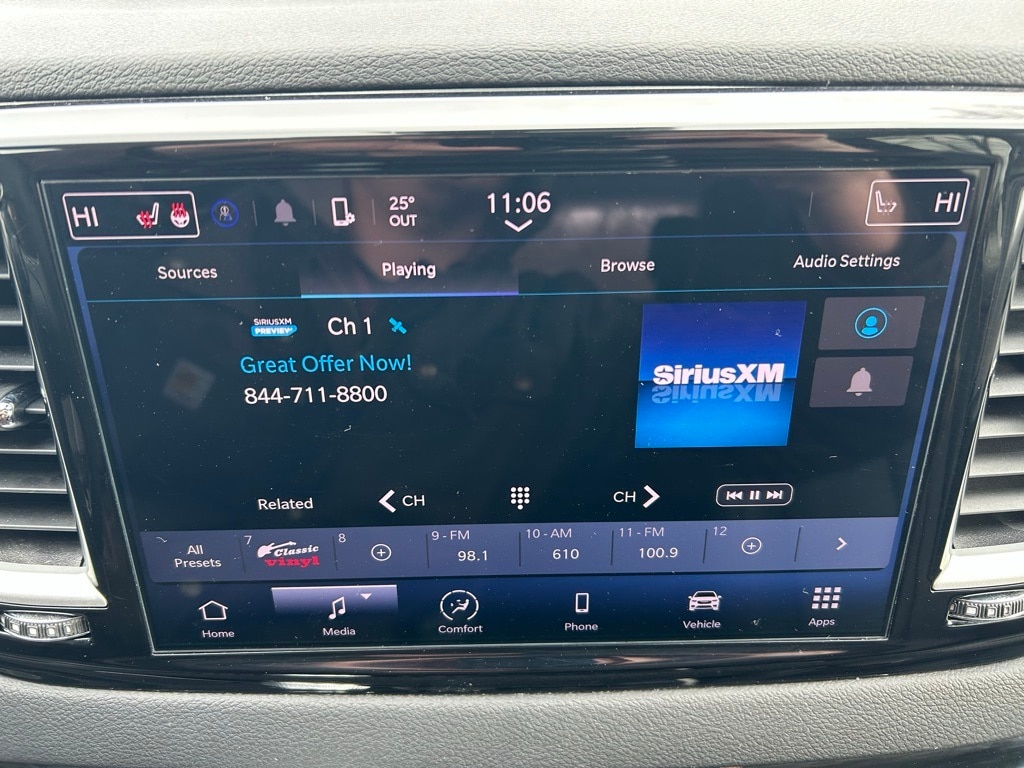 HI
25°
OUT
11:06
HI
Sources
Playing
Browse
Audio Settings
SIRIUSXM
PREVIEW
Ch 1
Great Offer Now!
844-711-8800
SiriusXM
Related
CH
CH
All
Presets
7
Classic
vinyl
8
9 - FM
98.1
10 - AM
610
11 - FM
100.9
12
Home
Media
Comfort
Phone
Vehicle
Apps